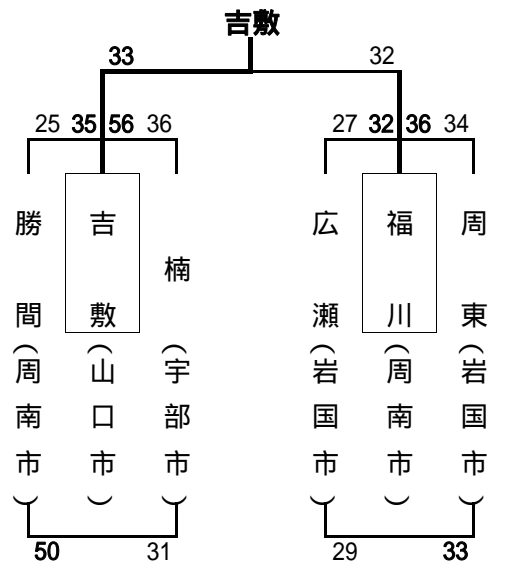 吉敷
33 32
25 35 56 36 27 32 36 34
勝間（周南市）
吉敷（山口市）
楠（宇部市）
広瀬（岩国市）
福川（周南市）
周東（岩国市）
50 31 29 33